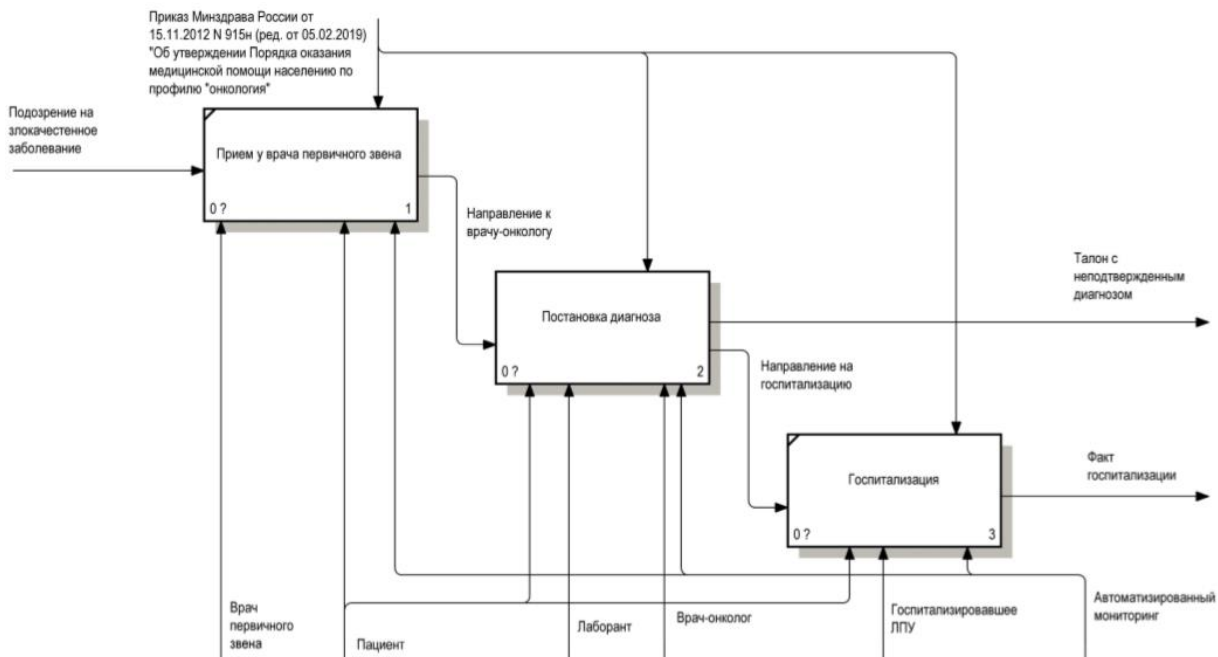 Приказ Минздрава России от
15.11.2012 N 915н (ред. от 05.02.2019)
"Об утверждении Порядка оказания
медицинской помощи населению по
профилю "онкология"
Подозрение на
злокачестенное
заболевание
Прием у врача первичного звена
0 ?
1
Направление к
врачу-онкологу
Постановка диагноза
0 ?
2
Талон с
неподтвержденным
диагнозом
Направление на
госпитализацию
Госпитализация
0 ?
3
Факт
госпитализации
Врач
первичного
звена
Пациент
Лаборант
Врач-онколог
Госпитализировавшее
ЛПУ
Автоматизированный
мониторинг